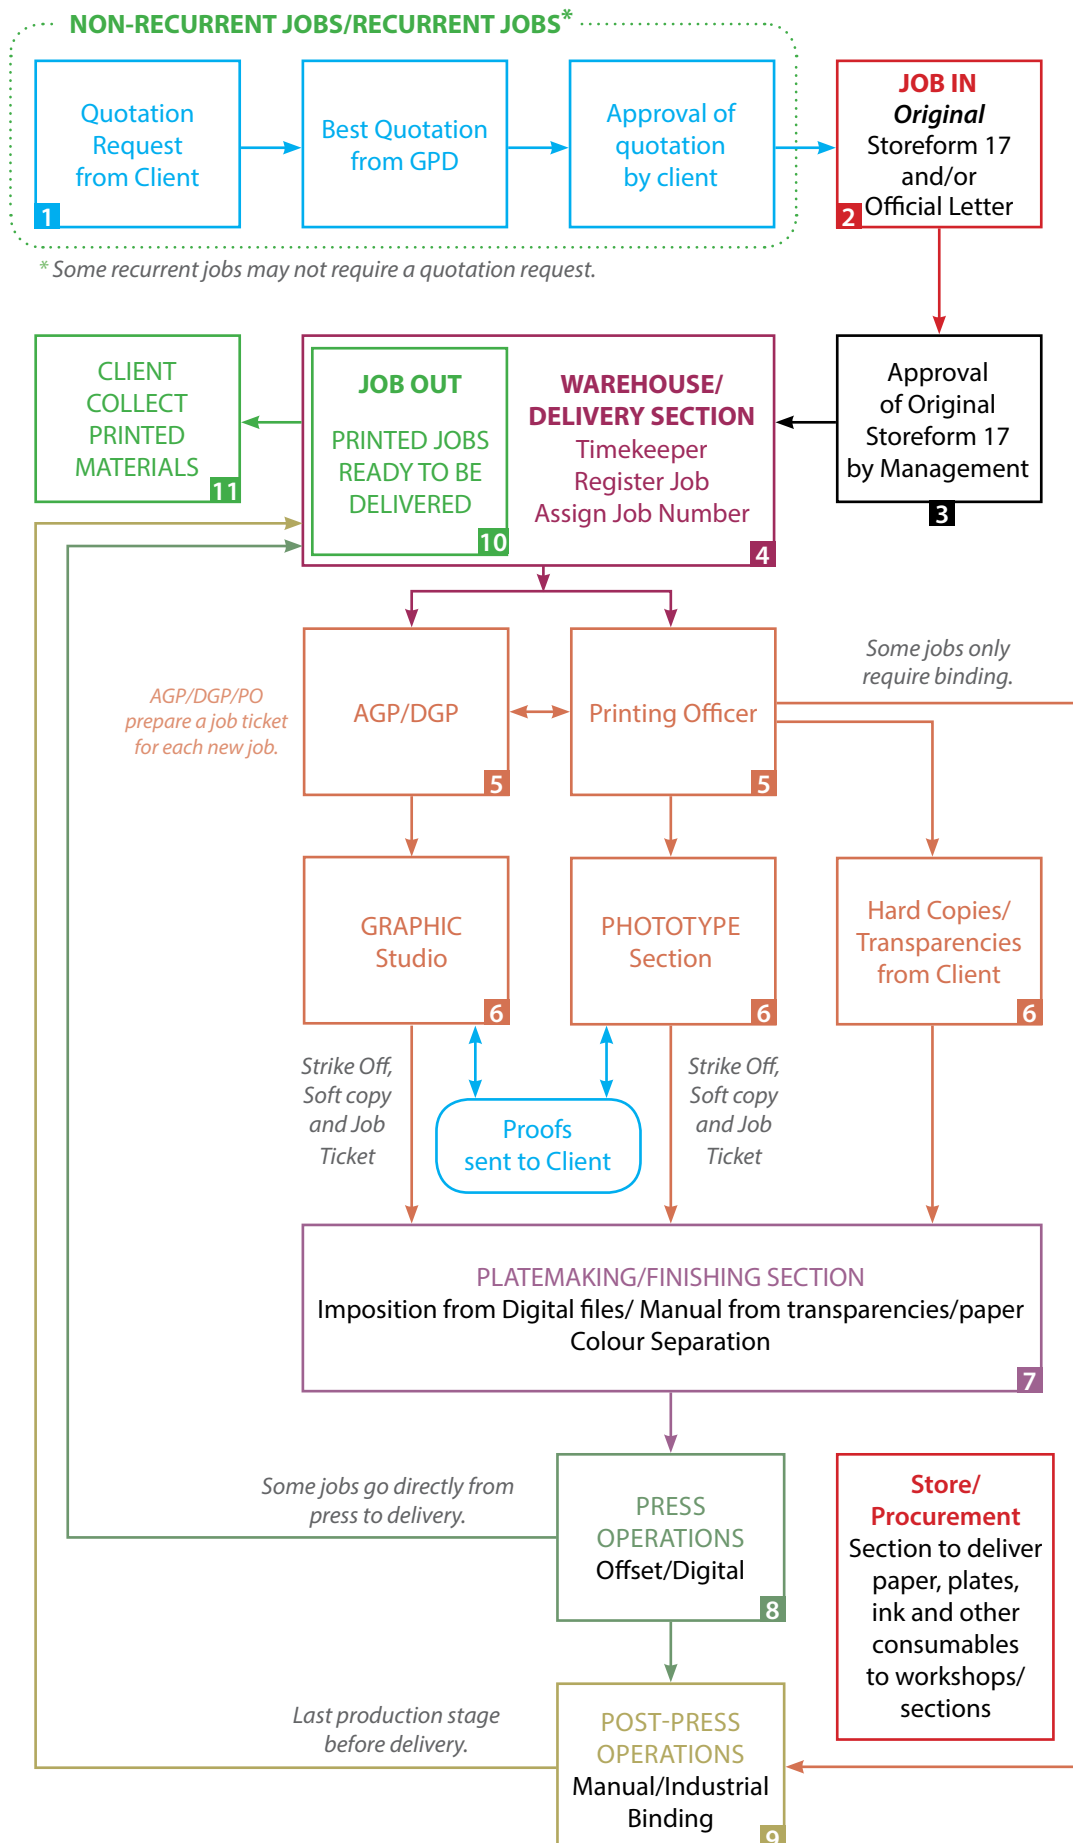 NON-RECURRENT JOBS/RECURRENT JOBS*
Quotation
Request
from Client
1
Best Quotation
from GPD
Approval of
quotation
by client
JOB IN
Original
Storeform 17
and/or
Official Letter
2
* Some recurrent jobs may not require a quotation request.
CLIENT
COLLECT
PRINTED
MATERIALS
11
JOB OUT
PRINTED JOBS
READY TO BE
DELIVERED
10
WAREHOUSE/
DELIVERY SECTION
Timekeeper
Register Job
Assign Job Number
4
Approval
of Original
Storeform 17
by Management
3
AGP/DGP/PO
prepare a job ticket
for each new job.
AGP/DGP
5
Printing Officer
5
Some jobs only
require binding.
GRAPHIC
Studio
6
PHOTOTYPE
Section
6
Hard Copies/
Transparencies
from Client
6
Strike Off,
Soft copy
and Job
Ticket
Proofs
sent to Client
Strike Off,
Soft copy
and Job
Ticket
PLATEMAKING/FINISHING SECTION
Imposition from Digital files/ Manual from transparencies/paper
Colour Separation
7
Some jobs go directly from
press to delivery.
PRESS
OPERATIONS
Offset/Digital
8
Store/
Procurement
Section to deliver
paper, plates,
ink and other
consumables
to workshops/
sections
Last production stage
before delivery.
POST-PRESS
OPERATIONS
Manual/Industrial
Binding
9